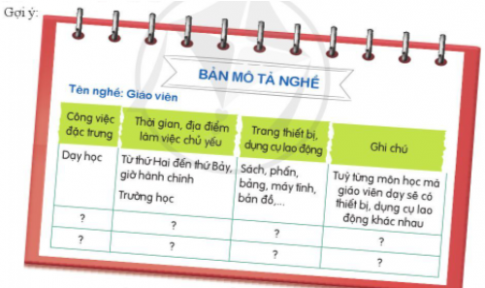 Gợi ý:
BẢN MÔ TẢ NGHỀ
Tên nghề: Giáo viên
Công việc đặc trưng
Thời gian, địa điểm làm việc chủ yếu
Trang thiết bị, dụng cụ lao động
Ghi chú
Dạy học
Từ thứ Hai đến thứ Bảy, giờ hành chính
Trường học
Sách, phấn, bảng, máy tính, bản đồ,...
Tuỳ từng môn học mà giáo viên dạy sẽ có thiết bị, dụng cụ lao động khác nhau
? ? ? ?
? ? ? ?